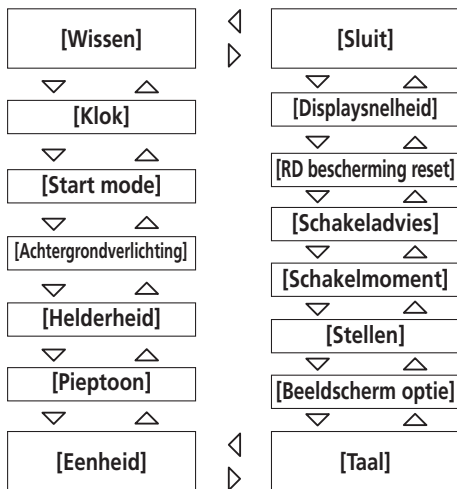 [Wissen]
[Klok]
[Start mode]
[Achtergrondverlichting]
[Helderheid]
[Pieptoon]
[Eenheid]
[Sluit]
[Displaysnelheid]
[RD bescherming reset]
[Schakeladvies]
[Schakelmoment]
[Stellen]
[Beeldscherm optie]
[Taal]